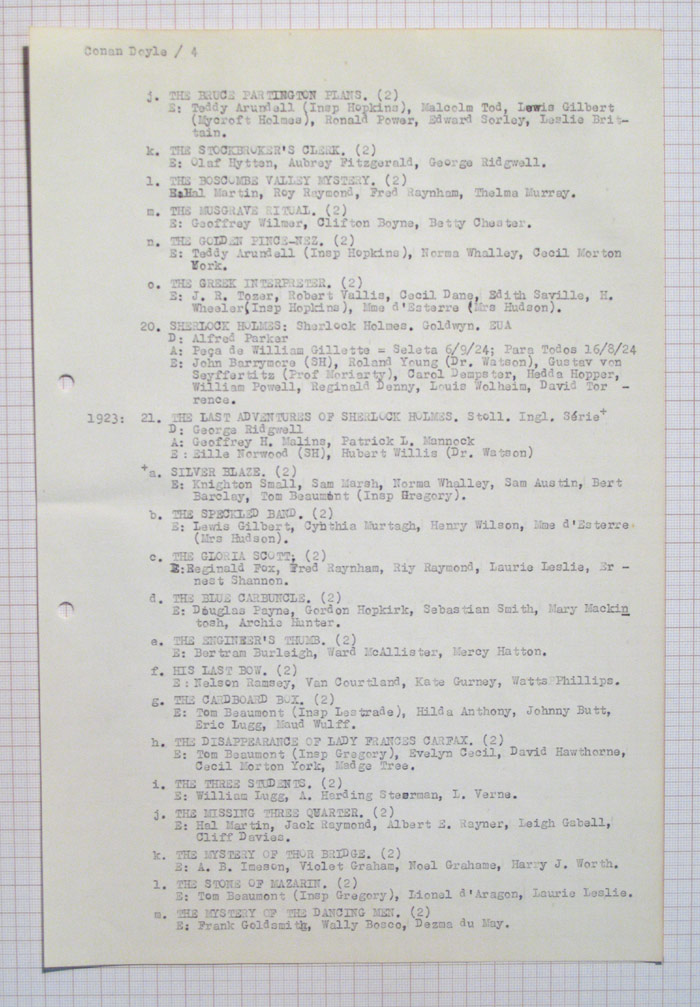 Conan Doyle / 4
j. THE BRUCE PARTINGTON PLANS. (2)
E: Teddy Arundell (Insp Hopkins), Malcolm Tod, Lewis Gilbert
(Mycroft Holmes), Ronald Power, Edward Sorley, Leslie Brit-
tain.
k. THE STOCKBROKER'S CLERK. (2)
E: Olaf Hytten, Aubrey Fitzgerald, George Ridgwell.
l. THE BOSCOMBE VALLEY MYSTERY. (2)
E:Hal Martin, Roy Raymond, Fred Raynham, Thelma Murray.
m. THE MUSGRAVE RITUAL. (2)
E: Geoffrey Wilmer, Clifton Boyne, Betty Chester.
n. THE GOLDEN PINCE-NEZ. (2)
E: Teddy Arundell (Insp Hopkins), Norma Whalley, Cecil Morton
York.
o. THE GREEK INTERPRETER. (2)
E: J. R. Tozer, Robert Vallis, Cecil Dane, Edith Saville, H.
Wheeler(Insp Hopkins), Mme d'Esterre (Mrs Hudson).
20. SHERLOCK HOLMES: Sherlock Holmes. Goldwyn. EUA
D: Alfred Parker
A: Peça de William Gillette = Seleta 6/9/24; Para Todos 16/8/24
E: John Barrymore (SH), Roland Young (Dr. Watson), Gustav von
Seyffertitz (Prof Moriarty), Carol Dempster, Hedda Hopper,
William Powell, Reginald Denny, Louis Wolheim, David Tor -
rence.
1923: 21. THE LAST ADVENTURES OF SHERLOCK HOLMES. Stoll. Ingl. Série+
D: George Ridgwell
A: Geoffrey H. Malins, Patrick L. Mannock
E: Eille Norwood (SH), Hubert Willis (Dr. Watson)
+a. SILVER BLAZE. (2)
E: Knighton Small, Sam Marsh, Norma Whalley, Sam Austin, Bert
Barclay, Tom Beaumont (Insp Gregory).
b. THE SPECKLED BAND. (2)
E: Lewis Gilbert, Cynthia Murtagh, Henry Wilson, Mme d'Esterre
(Mrs Hudson).
c. THE GLORIA SCOTT; (2)
E:Reginald Fox, Fred Raynham, Riy Raymond, Laurie Leslie, Er -
nest Shannon.
d. THE BLUE CARBUNCLE. (2)
E: Douglas Payne, Gordon Hopkirk, Sebastian Smith, Mary Mackin
tosh, Archie Hunter.
e. THE ENGINEER'S THUMB. (2)
E: Bertram Burleigh, Ward McAllister, Mercy Hatton.
f. HIS LAST BOW. (2)
E: Nelson Ramsey, Van Courtland, Kate Gurney, Watts Phillips.
g. THE CARDBOARD BOX. (2)
E: Tom Beaumont (Insp Lestrade), Hilda Anthony, Johnny Butt,
Eric Lugg, Maud Wulff.
h. THE DISAPPEARANCE OF LADY FRANCES CARFAX. (2)
E: Tom Beaumont (Insp Gregory), Evelyn Cecil, David Hawthorne,
Cecil Morton York, Madge Tree.
i. THE THREE STUDENTS. (2)
E: William Lugg, A. Harding Steerman, L. Verne.
j. THE MISSING THREE QUARTER. (2)
E: Hal Martin, Jack Raymond, Albert E. Rayner, Leigh Gabell,
Cliff Davies.
k. THE MYSTERY OF THOR BRIDGE. (2)
E: A. B. Imeson, Violet Graham, Noel Grahame, Harry J. Worth.
l. THE STONE OF MAZARIN. (2)
E: Tom Beaumont (Insp Gregory), Lionel d'Aragon, Laurie Leslie.
m. THE MYSTERY OF THE DANCING MEN. (2)
E: Frank Goldsmith, Wally Bosco, Dezma du May.